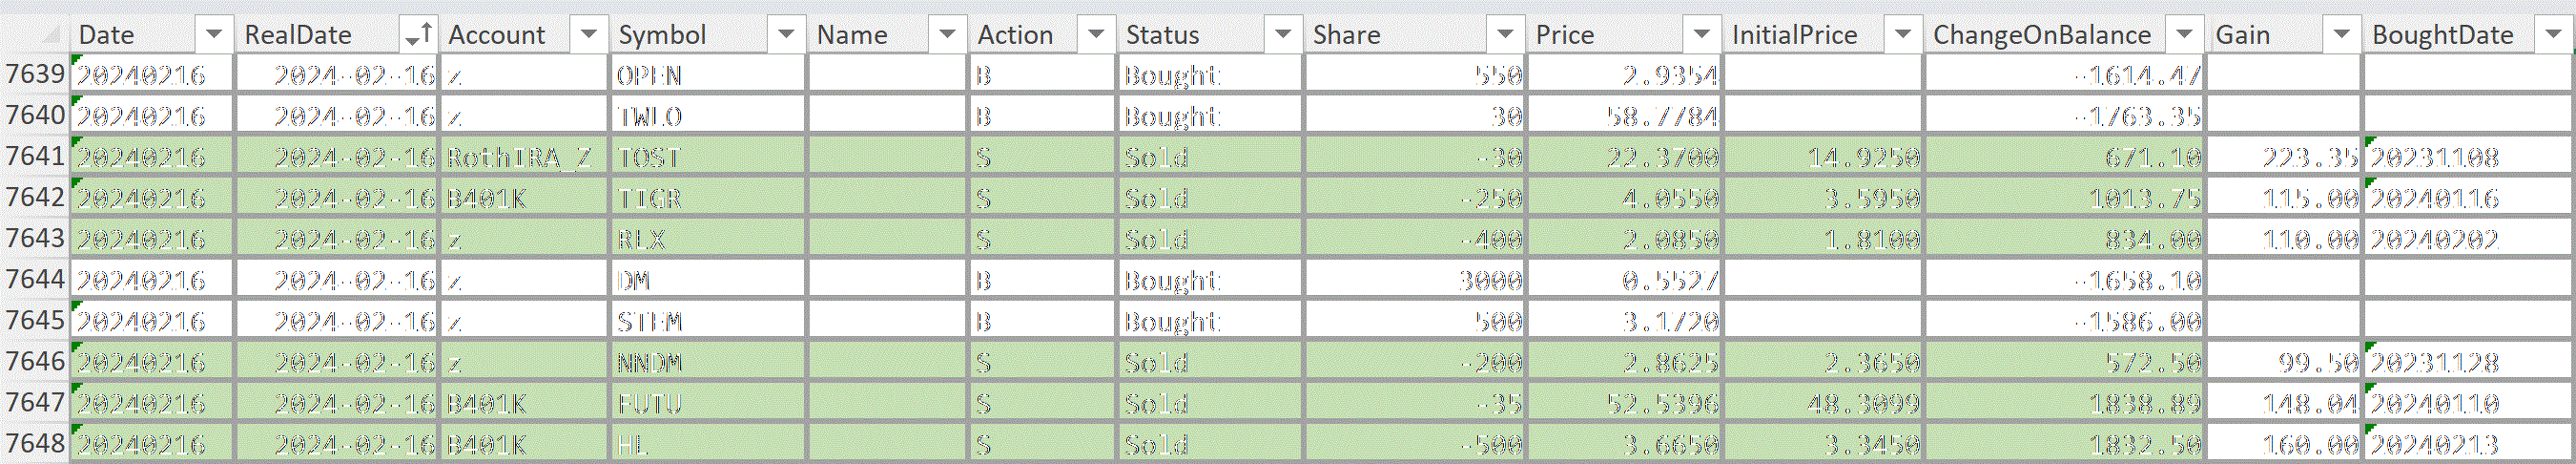 Date RealDate Account Symbol Name Action Status Share Price InitialPrice ChangeOnBalance Gain BoughtDate
7639 20240216 2024-02-16 z OPEN B Bought 550 2.9354 -1614.47
7640 20240216 2024-02-16 z TWLO B Bought 30 58.7784 -1763.35
7641 20240216 2024-02-16 RothIRA_Z TOST S Sold -30 22.3700 14.9250 671.10 223.35 20231108
7642 20240216 2024-02-16 B401K TIGR S Sold -250 4.0550 3.5950 1013.75 115.00 20240116
7643 20240216 2024-02-16 z RLX S Sold -400 2.0850 1.8100 834.00 110.00 20240202
7644 20240216 2024-02-16 z DM B Bought 3000 0.5527 -1658.10
7645 20240216 2024-02-16 z STEM B Bought 500 3.1720 -1586.00
7646 20240216 2024-02-16 z NNDM S Sold -200 2.8625 2.3650 572.50 99.50 20231128
7647 20240216 2024-02-16 B401K FUTU S Sold -35 52.5396 48.3099 1838.89 148.04 20240110
7648 20240216 2024-02-16 B401K HL S Sold -500 3.6650 3.3450 1832.50 160.00 20240213